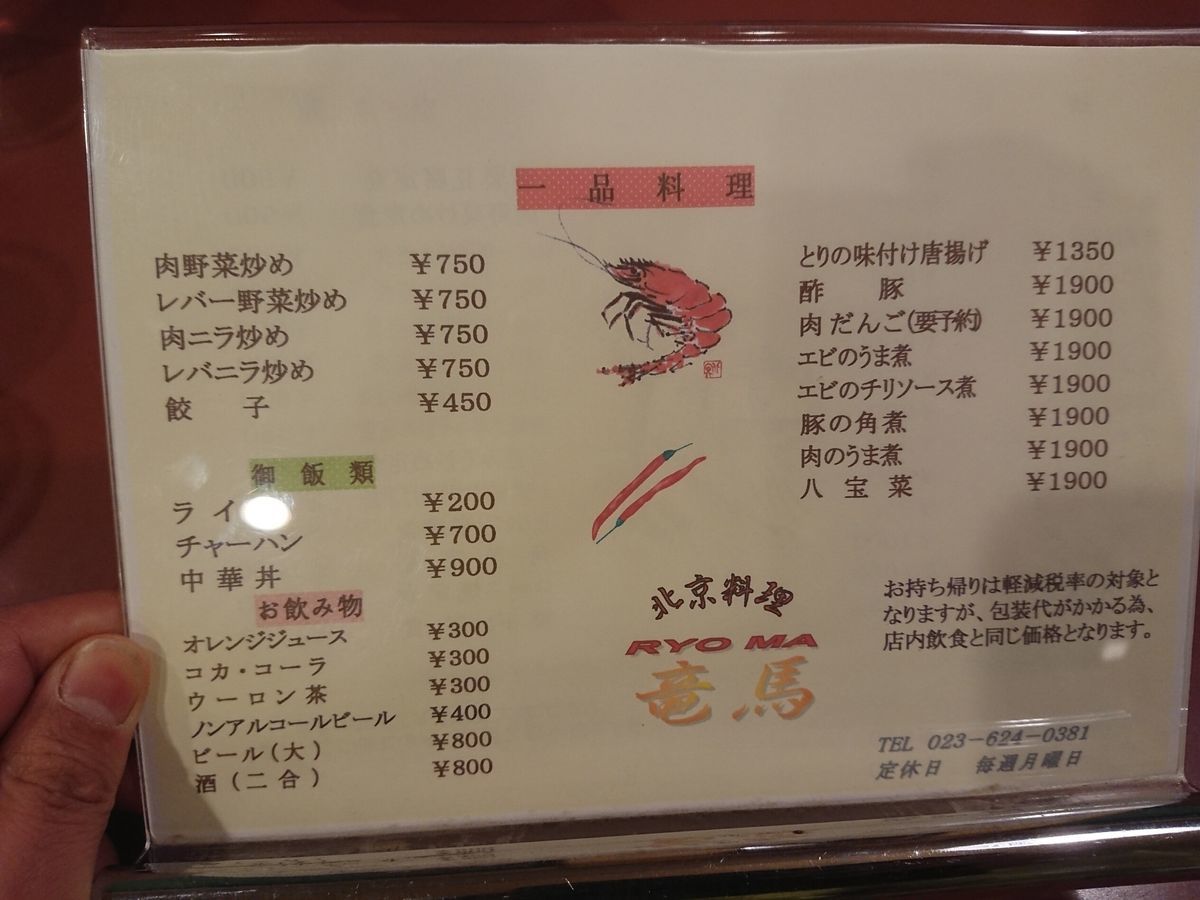 一品料理
肉野菜炒め ￥750
レバー野菜炒め ￥750
肉ニラ炒め ￥750
レバニラ炒め ￥750
餃子 ￥450
御飯類
ライ ￥200
チャーハン ￥700
中華丼 ￥900
お飲み物
オレンジジュース ￥300
コカ・コーラ ￥300
ウーロン茶 ￥300
ノンアルコールビール ￥400
ビール(大) ￥800
酒(二合) ￥800
とりの味付け唐揚げ ￥1350
酢豚 ￥1900
肉だんご(要予約) ￥1900
エビのうま煮 ￥1900
エビのチリソース煮 ￥1900
豚の角煮 ￥1900
肉のうま煮 ￥1900
八宝菜 ￥1900
北京料理
RYO MA
竜馬
お持ち帰りは軽減税率の対象と
なりますが、包装代がかかる為、
店内飲食と同じ価格となります。
TEL 023-624-0381
定休日 毎週月曜日